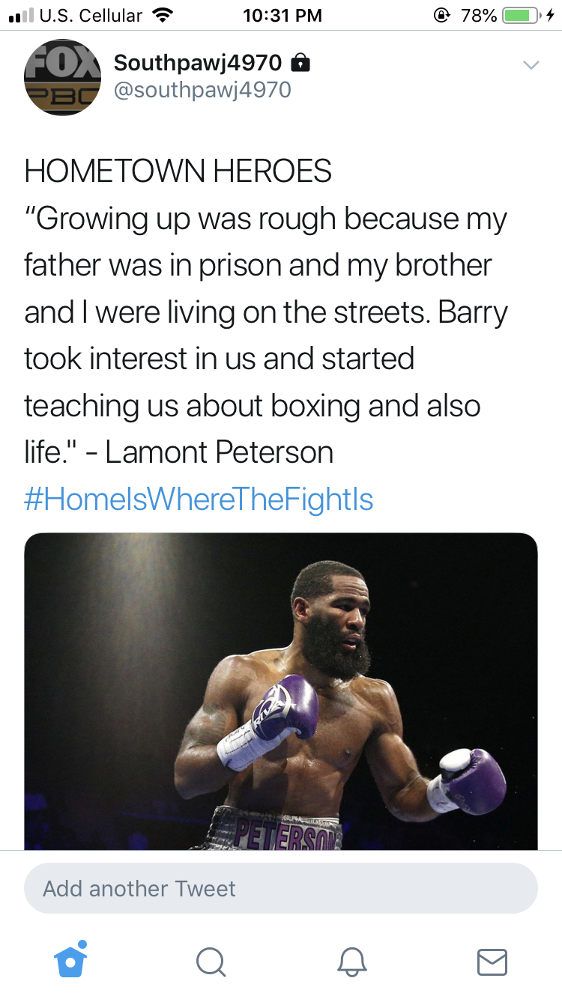 U.S. Cellular 10:31 PM 78%
FOX
PBC
Southpawj4970
@southpawj4970
HOMETOWN HEROES
“Growing up was rough because my
father was in prison and my brother
and I were living on the streets. Barry
took interest in us and started
teaching us about boxing and also
life." - Lamont Peterson
#HomeIsWhereTheFightIs
PETERSON
Add another Tweet